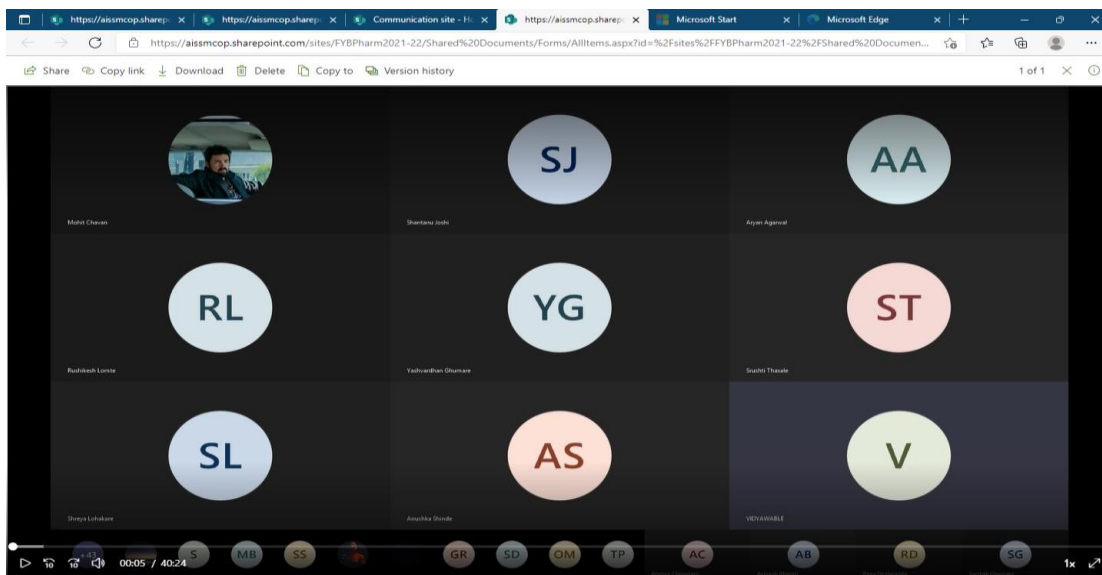 https://aissmcop.sharep
https://aissmcop.sharep
Communication site - Ho
https://aissmcop.sharep
Microsoft Start
Microsoft Edge
https://aissmcop.sharepoint.com/sites/FYBPharm2021-22/Shared%20Documents/Forms/AllItems.aspx?id=%2Fsites%2FFYBPharm2021-22%2FShared%20Documen...
Share Copy link Download Delete Copy to Version history 1 of 1
SJ
AA
Mohit Chavan
Shantanu Joshi
Aryan Agarwal
RL
YG
ST
Rushikesh Lomte
Yashvardhan Ghumare
Srushti Thasale
SL
AS
V
Shreya Lohakare
Anushka Shinde
VIDYAWABLE
+43 S MB SS GR SD OM TP AC AB RD SG
10 10 00:05 / 40:24 1x